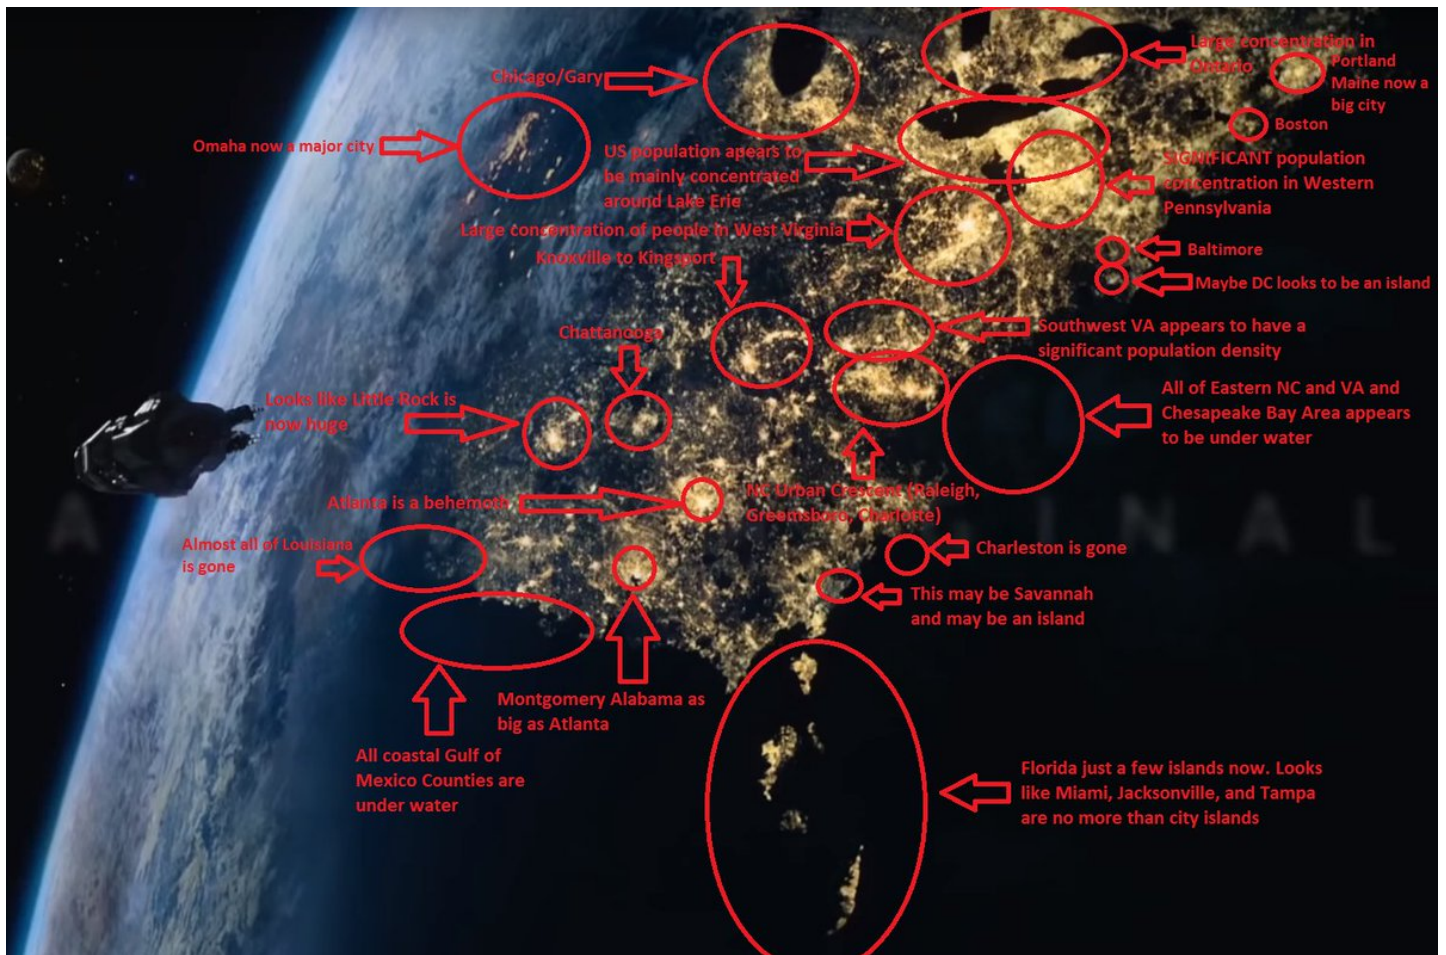 Large concentration in
Ontario
Portland
Maine now a
big city
Chicago/Gary
Boston
Omaha now a major city
US population apears to
be mainly concentrated
around Lake Erie
SIGNIFICANT population
concentration in Western
Pennsylvania
Large concentration of people in West Virginia
Knoxville to Kingsport
Baltimore
Maybe DC looks to be an island
Chattanooga
Southwest VA appears to have a
significant population density
Looks like Little Rock is
now huge
All of Eastern NC and VA and
Chesapeake Bay Area appears
to be under water
Atlanta is a behemoth
NC Urban Crescent (Raleigh,
Greemsboro, Charlotte)
A I N A L
Almost all of Louisiana
is gone
Charleston is gone
This may be Savannah
and may be an island
Montgomery Alabama as
big as Atlanta
All coastal Gulf of
Mexico Counties are
under water
Florida just a few islands now. Looks
like Miami, Jacksonville, and Tampa
are no more than city islands